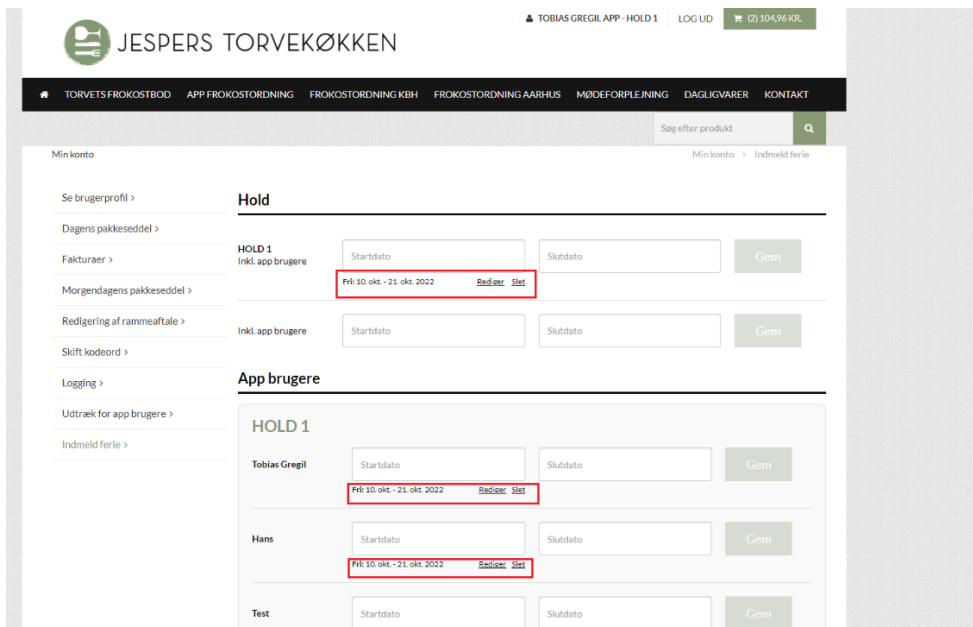 TOBIAS GREGIL APP - HOLD 1 LOG UD (2) 104,96 KR.
JESPERS TORVEKØKKEN
TORVETS FROKOSTBOD APP FROKOSTORDNING FROKOSTORDNING KBH FROKOSTORDNING AARHUS MØDEFORPLEJNING DAGLIGVARER KONTAKT
Søg efter produkt
Min konto Min konto > Indmeld ferie
Se brugerprofil >
Dagens pakkeseddel >
Fakturaer >
Morgendagens pakkeseddel >
Redigering af rammeaftale >
Skift kodeord >
Logging >
Udtræk for app brugere >
Indmeld ferie >
Hold
HOLD 1
Inkl. app brugere Startdato Slutdato Gem
Fri: 10. okt. - 21. okt. 2022 Rediger Slet
Inkl. app brugere Startdato Slutdato Gem
App brugere
HOLD 1
Tobias Gregil Startdato Slutdato Gem
Fri: 10. okt. - 21. okt. 2022 Rediger Slet
Hans Startdato Slutdato Gem
Fri: 10. okt. - 21. okt. 2022 Rediger Slet
Test Startdato Slutdato Gem